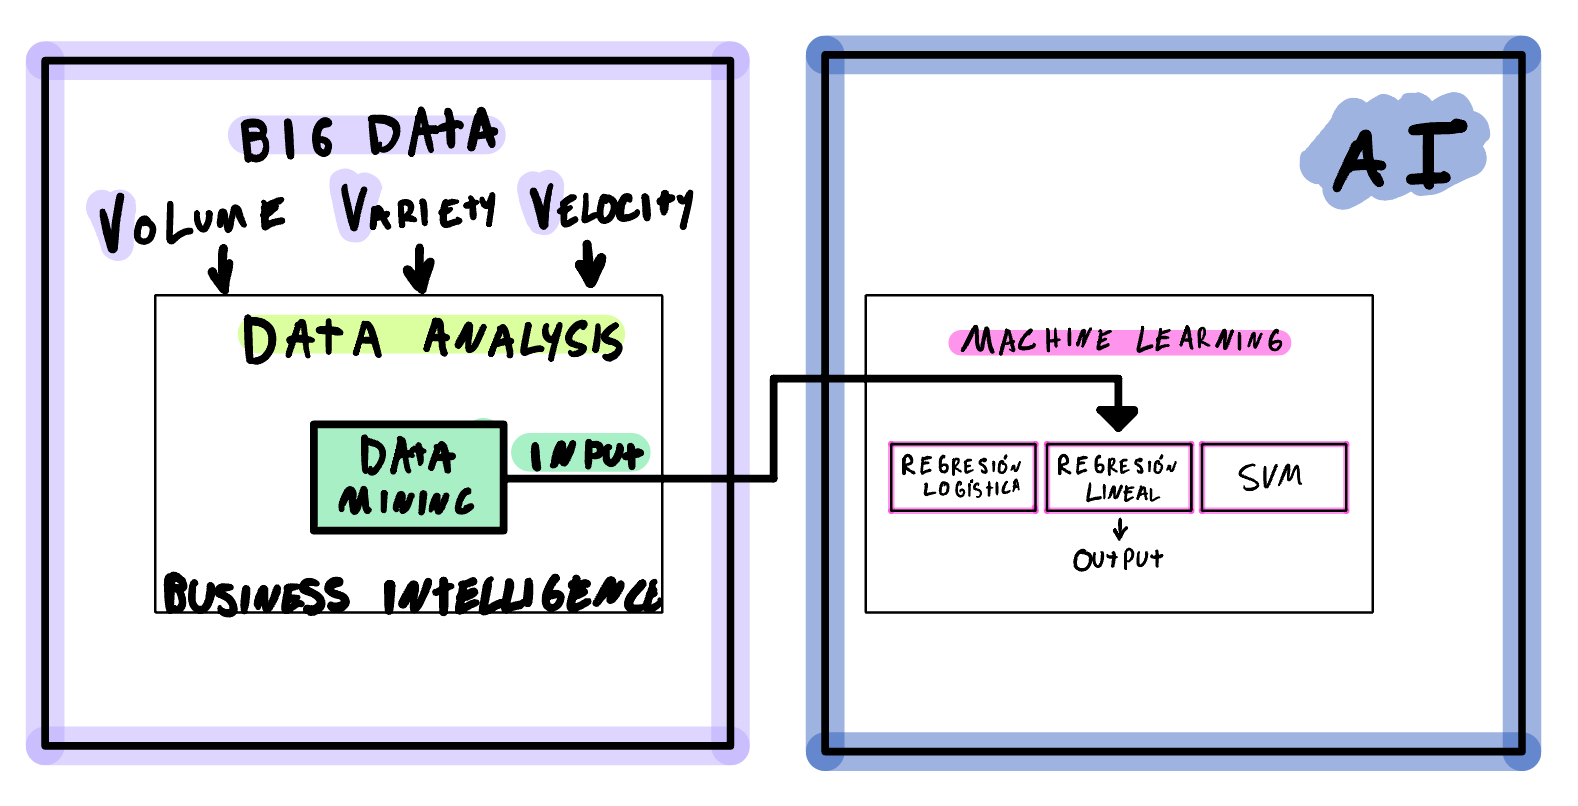 BIG DATA
VOLUME VARIETY VELOCITY
DATA ANALYSIS
DATA
MINING
INPUT
BUSINESS INTELLIGENCE
AI
MACHINE LEARNING
REGRESIÓN
LOGÍSTICA
REGRESIÓN
LINEAL
SVM
OUTPUT